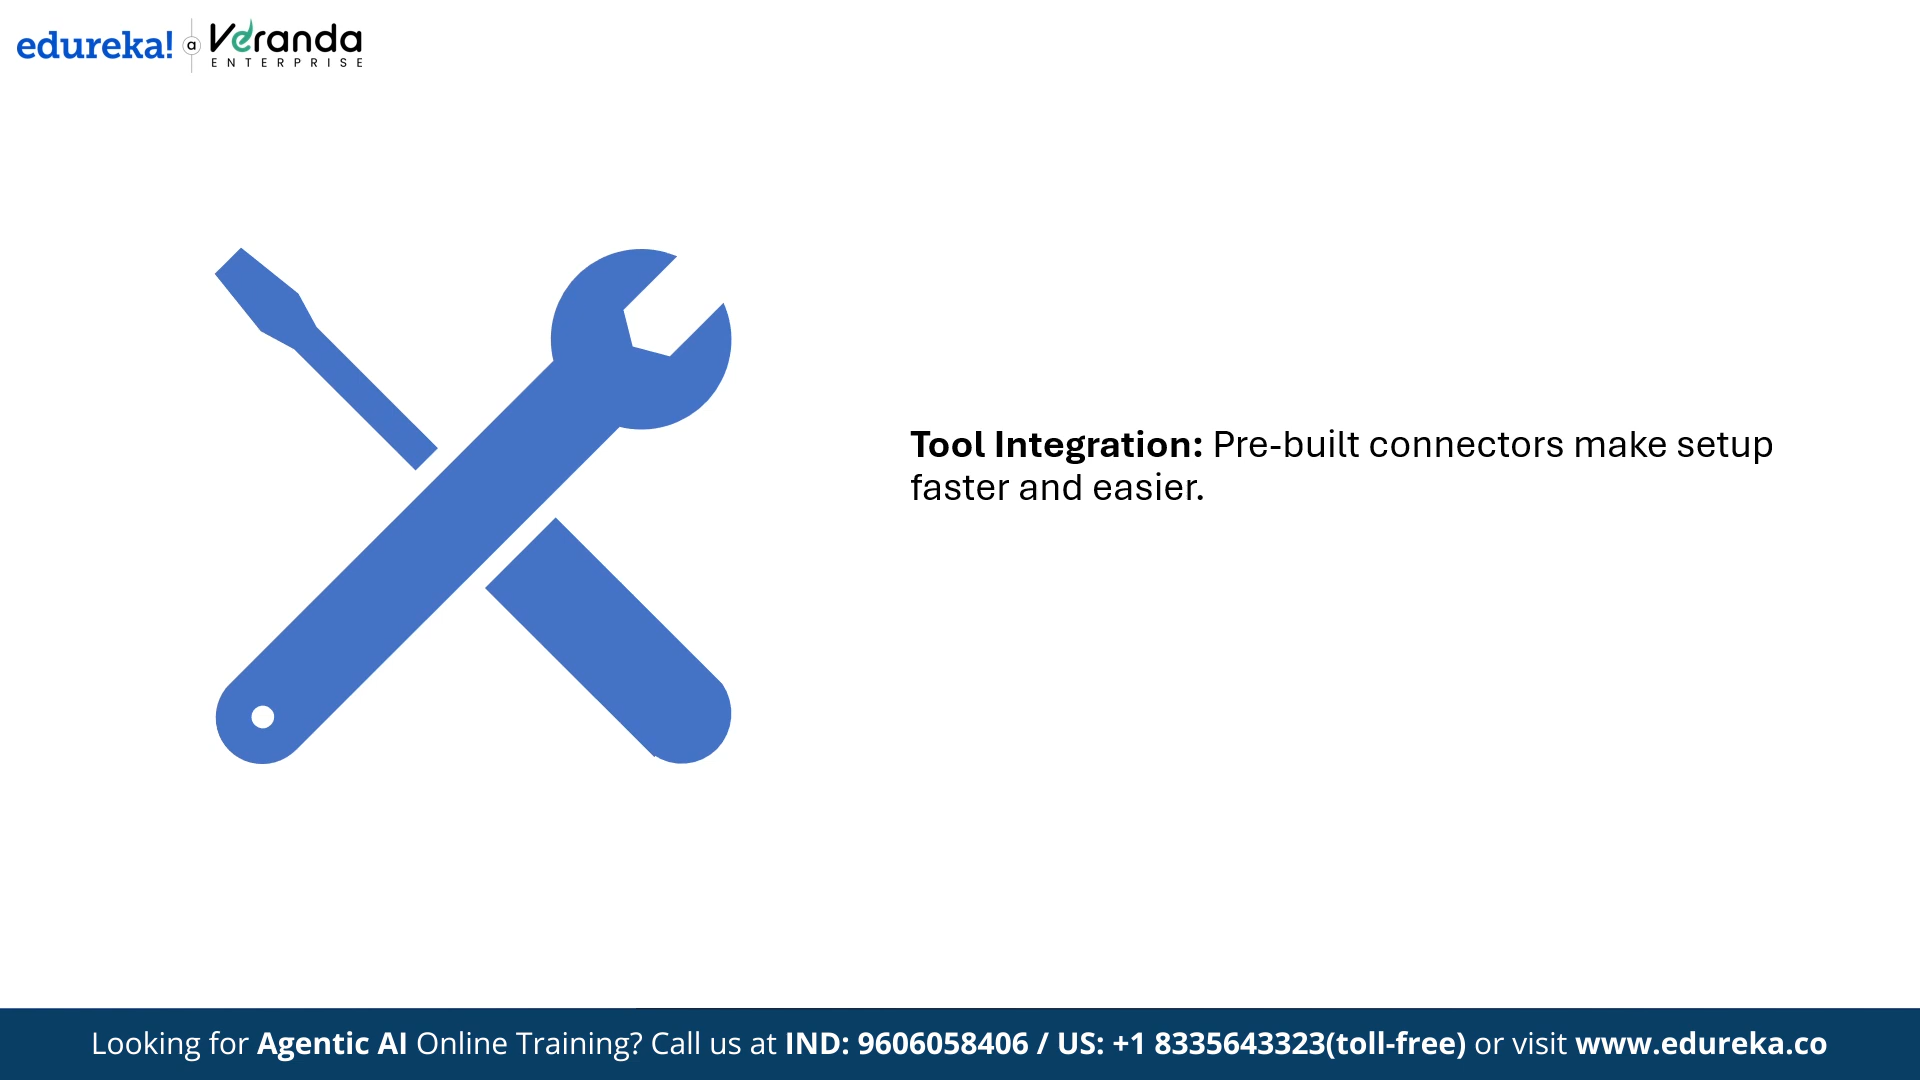 edureka! a Veranda
ENTERPRISE
Tool Integration: Pre-built connectors make setup
faster and easier.
Looking for Agentic AI Online Training? Call us at IND: 9606058406 / US: +1 8335643323(toll-free) or visit www.edureka.co